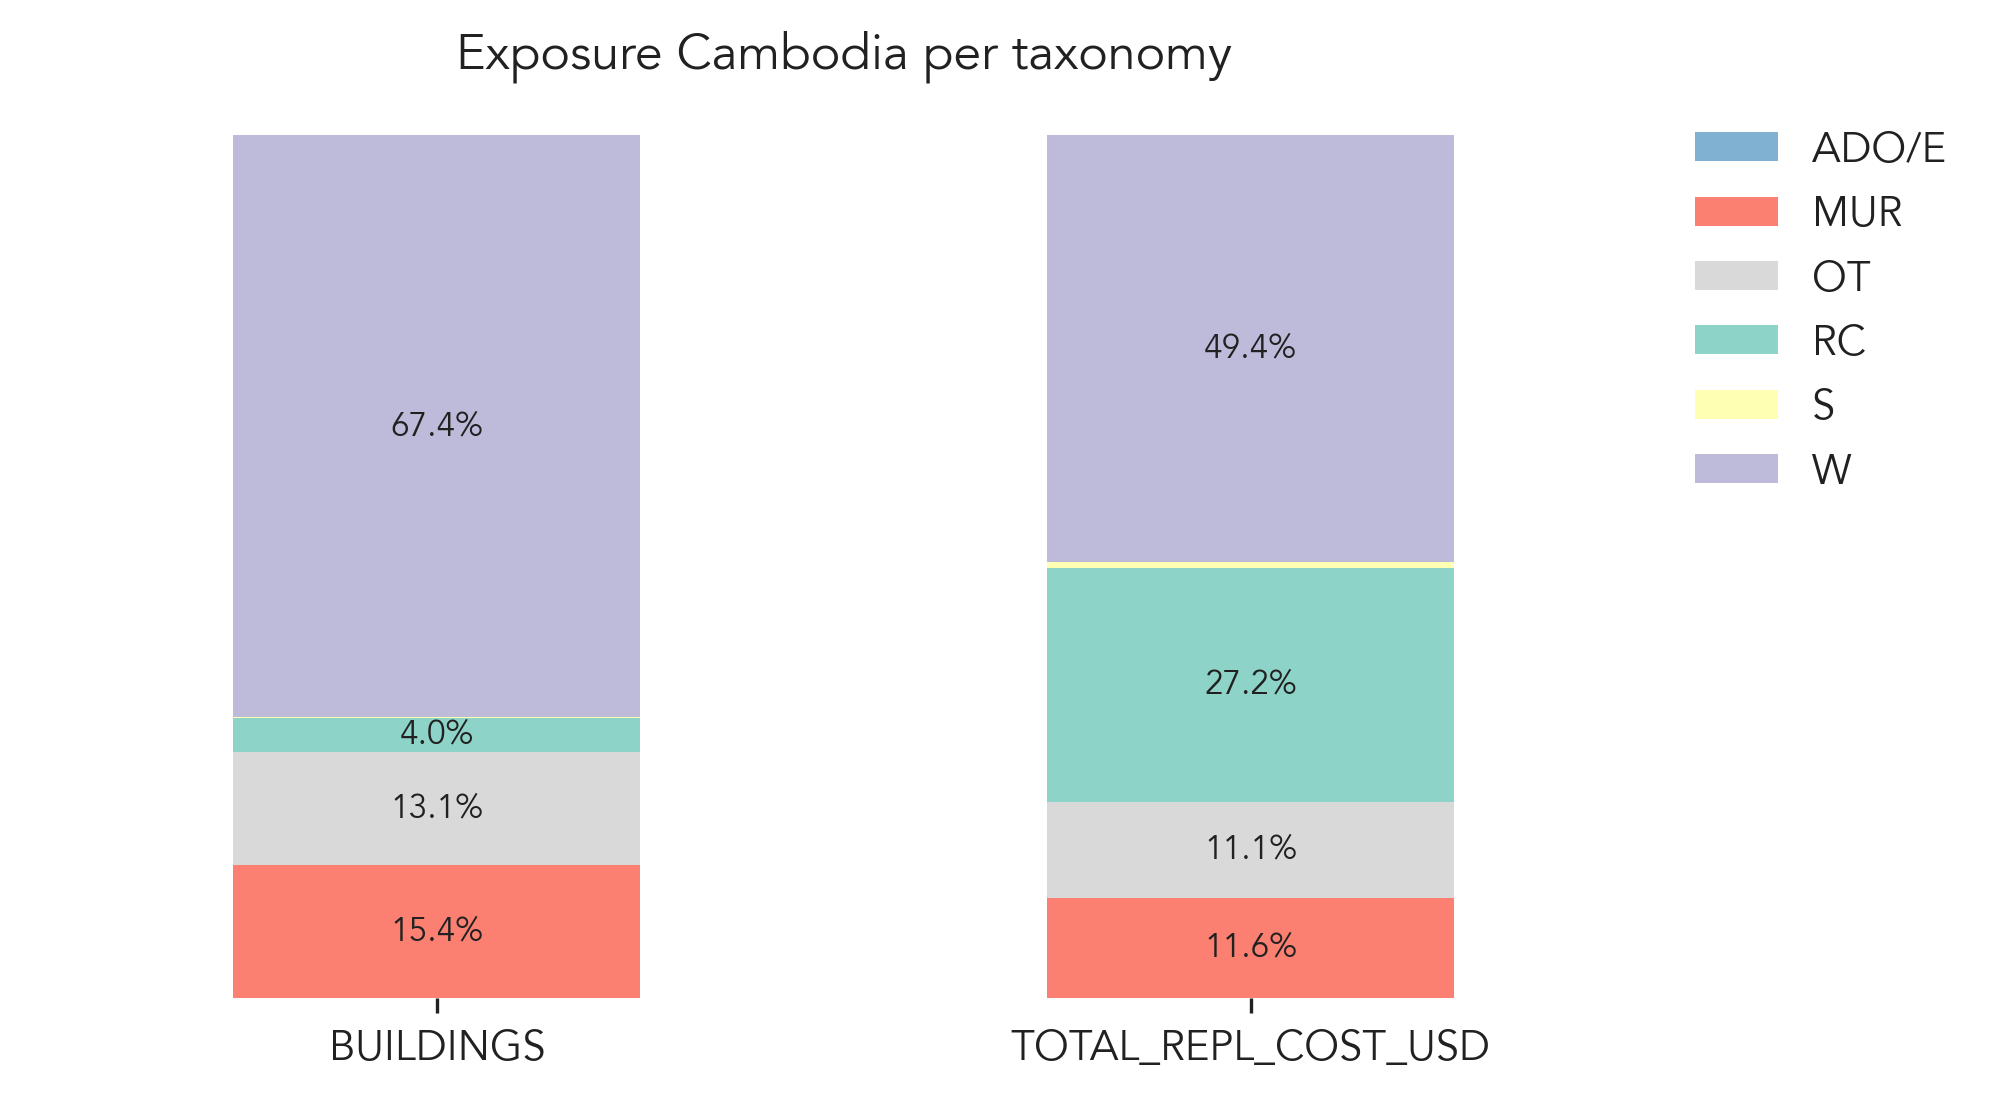 Exposure Cambodia per taxonomy
67.4%
4.0%
13.1%
15.4%
BUILDINGS
49.4%
27.2%
11.1%
11.6%
TOTAL_REPL_COST_USD
ADO/E
MUR
OT
RC
S
W